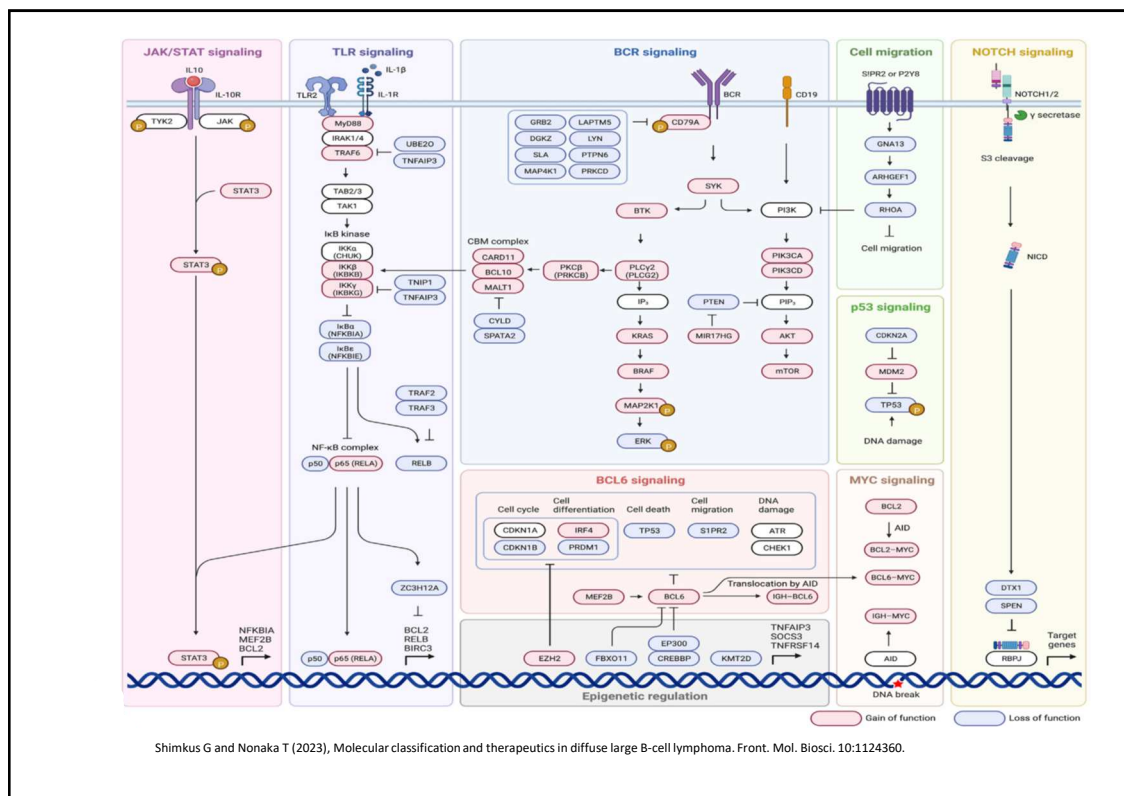 JAK/STAT signaling
IL10
IL-10R
TYK2
P
JAK
P
STAT3
STAT3
P
STAT3
P
NFKBIA
MEF2B
BCL2
TLR signaling
IL-1β
TLR2
IL-1R
MyD88
IRAK1/4
TRAF6
UBE2O
TNFAIP3
TAB2/3
TAK1
IκB kinase
IKKα
(CHUK)
IKKβ
(IKBKB)
IKKγ
(IKBKG)
TNIP1
TNFAIP3
IκBα
(NFKBIA)
IκBε
(NFKBIE)
TRAF2
TRAF3
NF-κB complex
p50
p65 (RELA)
RELB
ZC3H12A
BCL2
RELB
BIRC3
p50
p65 (RELA)
BCR signaling
BCR
CD19
GRB2
LAPTM5
DGKZ
LYN
SLA
PTPN6
MAP4K1
PRKCD
P
CD79A
SYK
BTK
PI3K
CBM complex
CARD11
BCL10
MALT1
PKCβ
(PRKCB)
PLCγ2
(PLCG2)
PIK3CA
PIK3CD
CYLD
SPATA2
IP₃
PTEN
PIP₃
KRAS
MIR17HG
AKT
BRAF
mTOR
MAP2K1
P
ERK
P
Cell migration
S!PR2 or P2Y8
GNA13
ARHGEF1
RHOA
Cell migration
p53 signaling
CDKN2A
MDM2
TP53
P
DNA damage
NOTCH signaling
NOTCH1/2
γ secretase
S3 cleavage
NICD
DTX1
SPEN
RBPJ
Target
genes
BCL6 signaling
Cell cycle
Cell
differentiation
Cell death
Cell
migration
DNA
damage
CDKN1A
IRF4
TP53
S1PR2
ATR
CDKN1B
PRDM1
CHEK1
Translocation by AID
MEF2B
BCL6
IGH-BCL6
MYC signaling
BCL2
AID
BCL2-MYC
BCL6-MYC
IGH-MYC
AID
DNA break
EZH2
FBXO11
EP300
CREBBP
KMT2D
TNFAIP3
SOCS3
TNFRSF14
Epigenetic regulation
Gain of function
Loss of function
Shimkus G and Nonaka T (2023), Molecular classification and therapeutics in diffuse large B-cell lymphoma. Front. Mol. Biosci. 10:1124360.